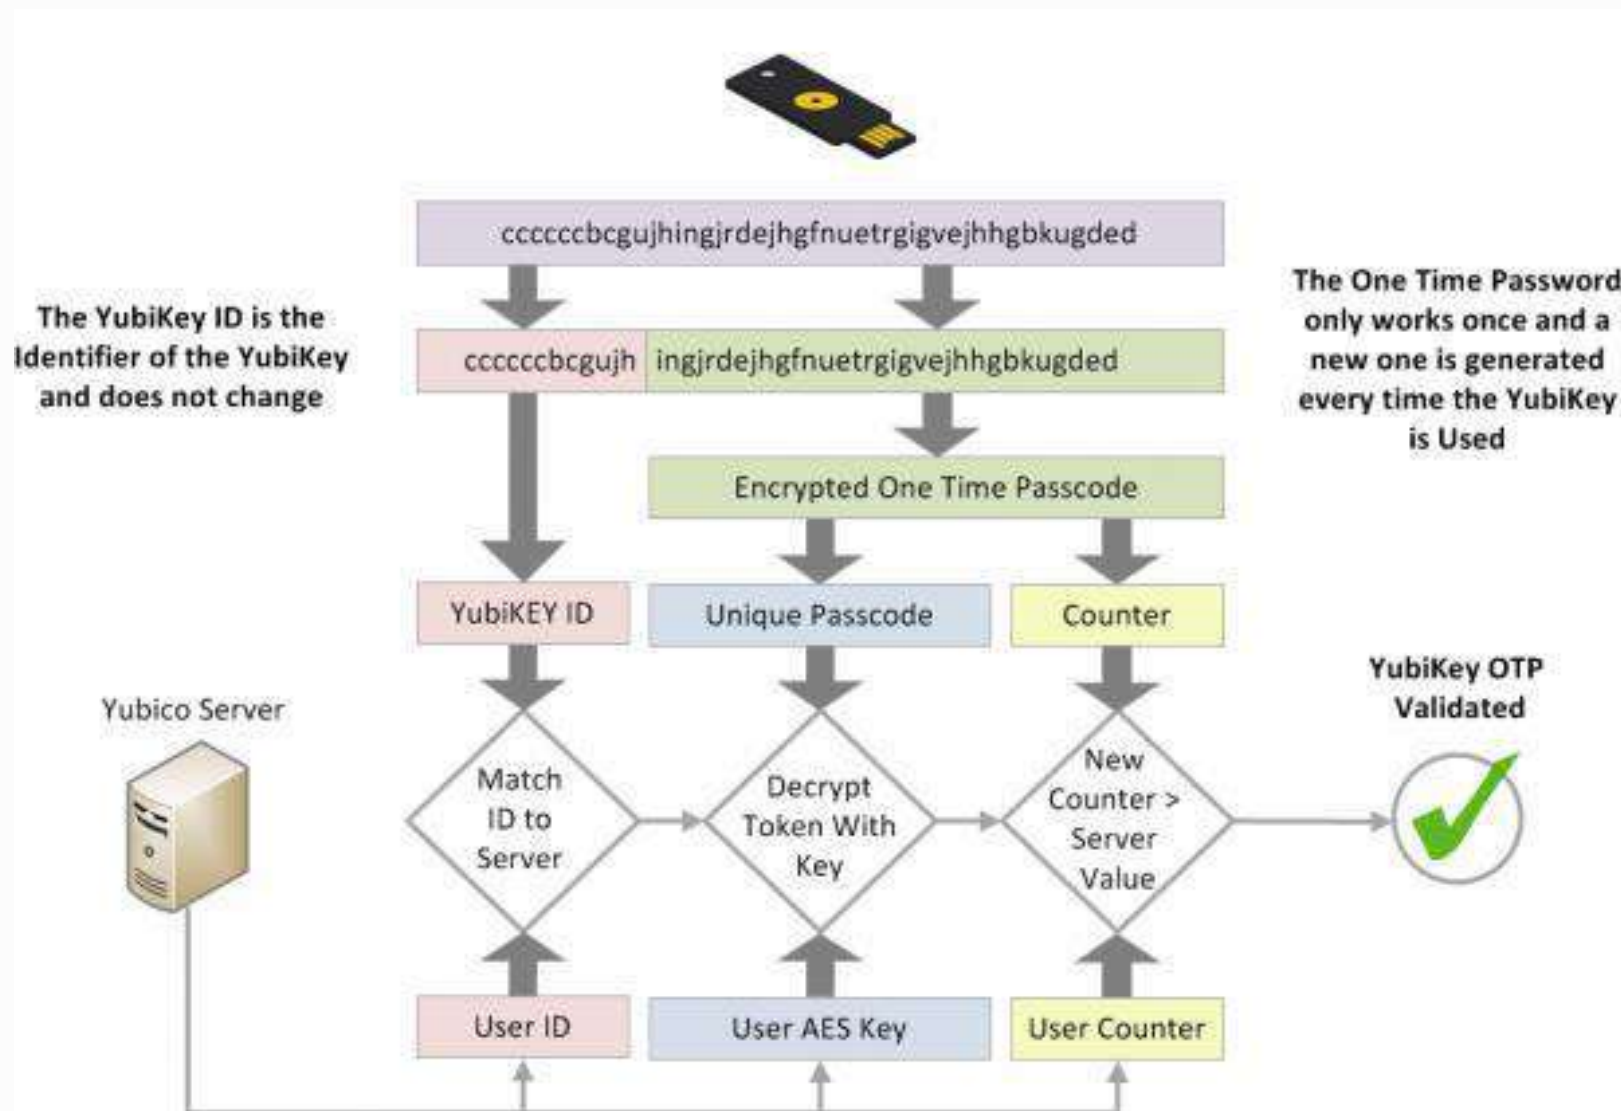 ccccccbcgujhingjrdejhgfnuetrgigvejhhgbkugded
The YubiKey ID is the
Identifier of the YubiKey
and does not change
The One Time Password
only works once and a
new one is generated
every time the YubiKey
is Used
ccccccbcgujh ingjrdejhgfnuetrgigvejhhgbkugded
Encrypted One Time Passcode
YubiKEY ID
Unique Passcode
Counter
Yubico Server
Match
ID to
Server
Decrypt
Token With
Key
New
Counter >
Server
Value
YubiKey OTP
Validated
User ID
User AES Key
User Counter